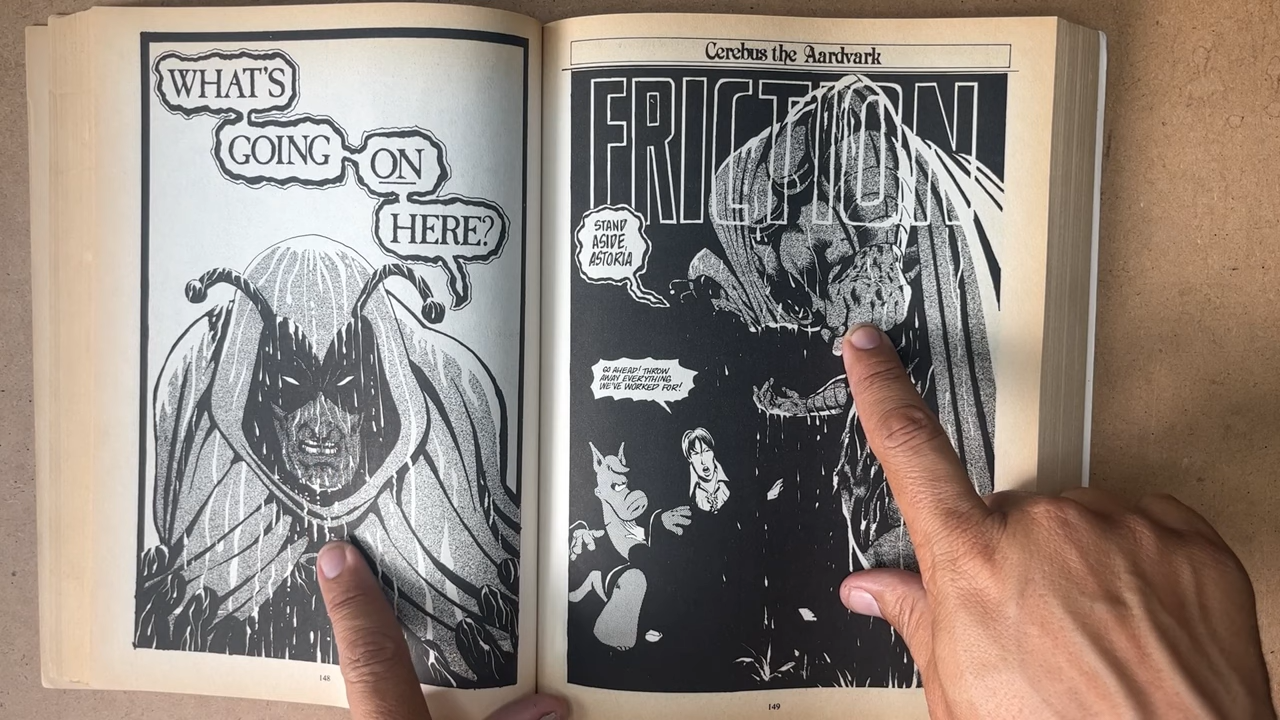 WHAT'S
GOING
ON
HERE?
148
Cerebus the Aardvark
FRICTION
STAND
ASIDE,
ASTORIA
GO AHEAD! THROW
AWAY EVERYTHING
WE'VE WORKED FOR!
149